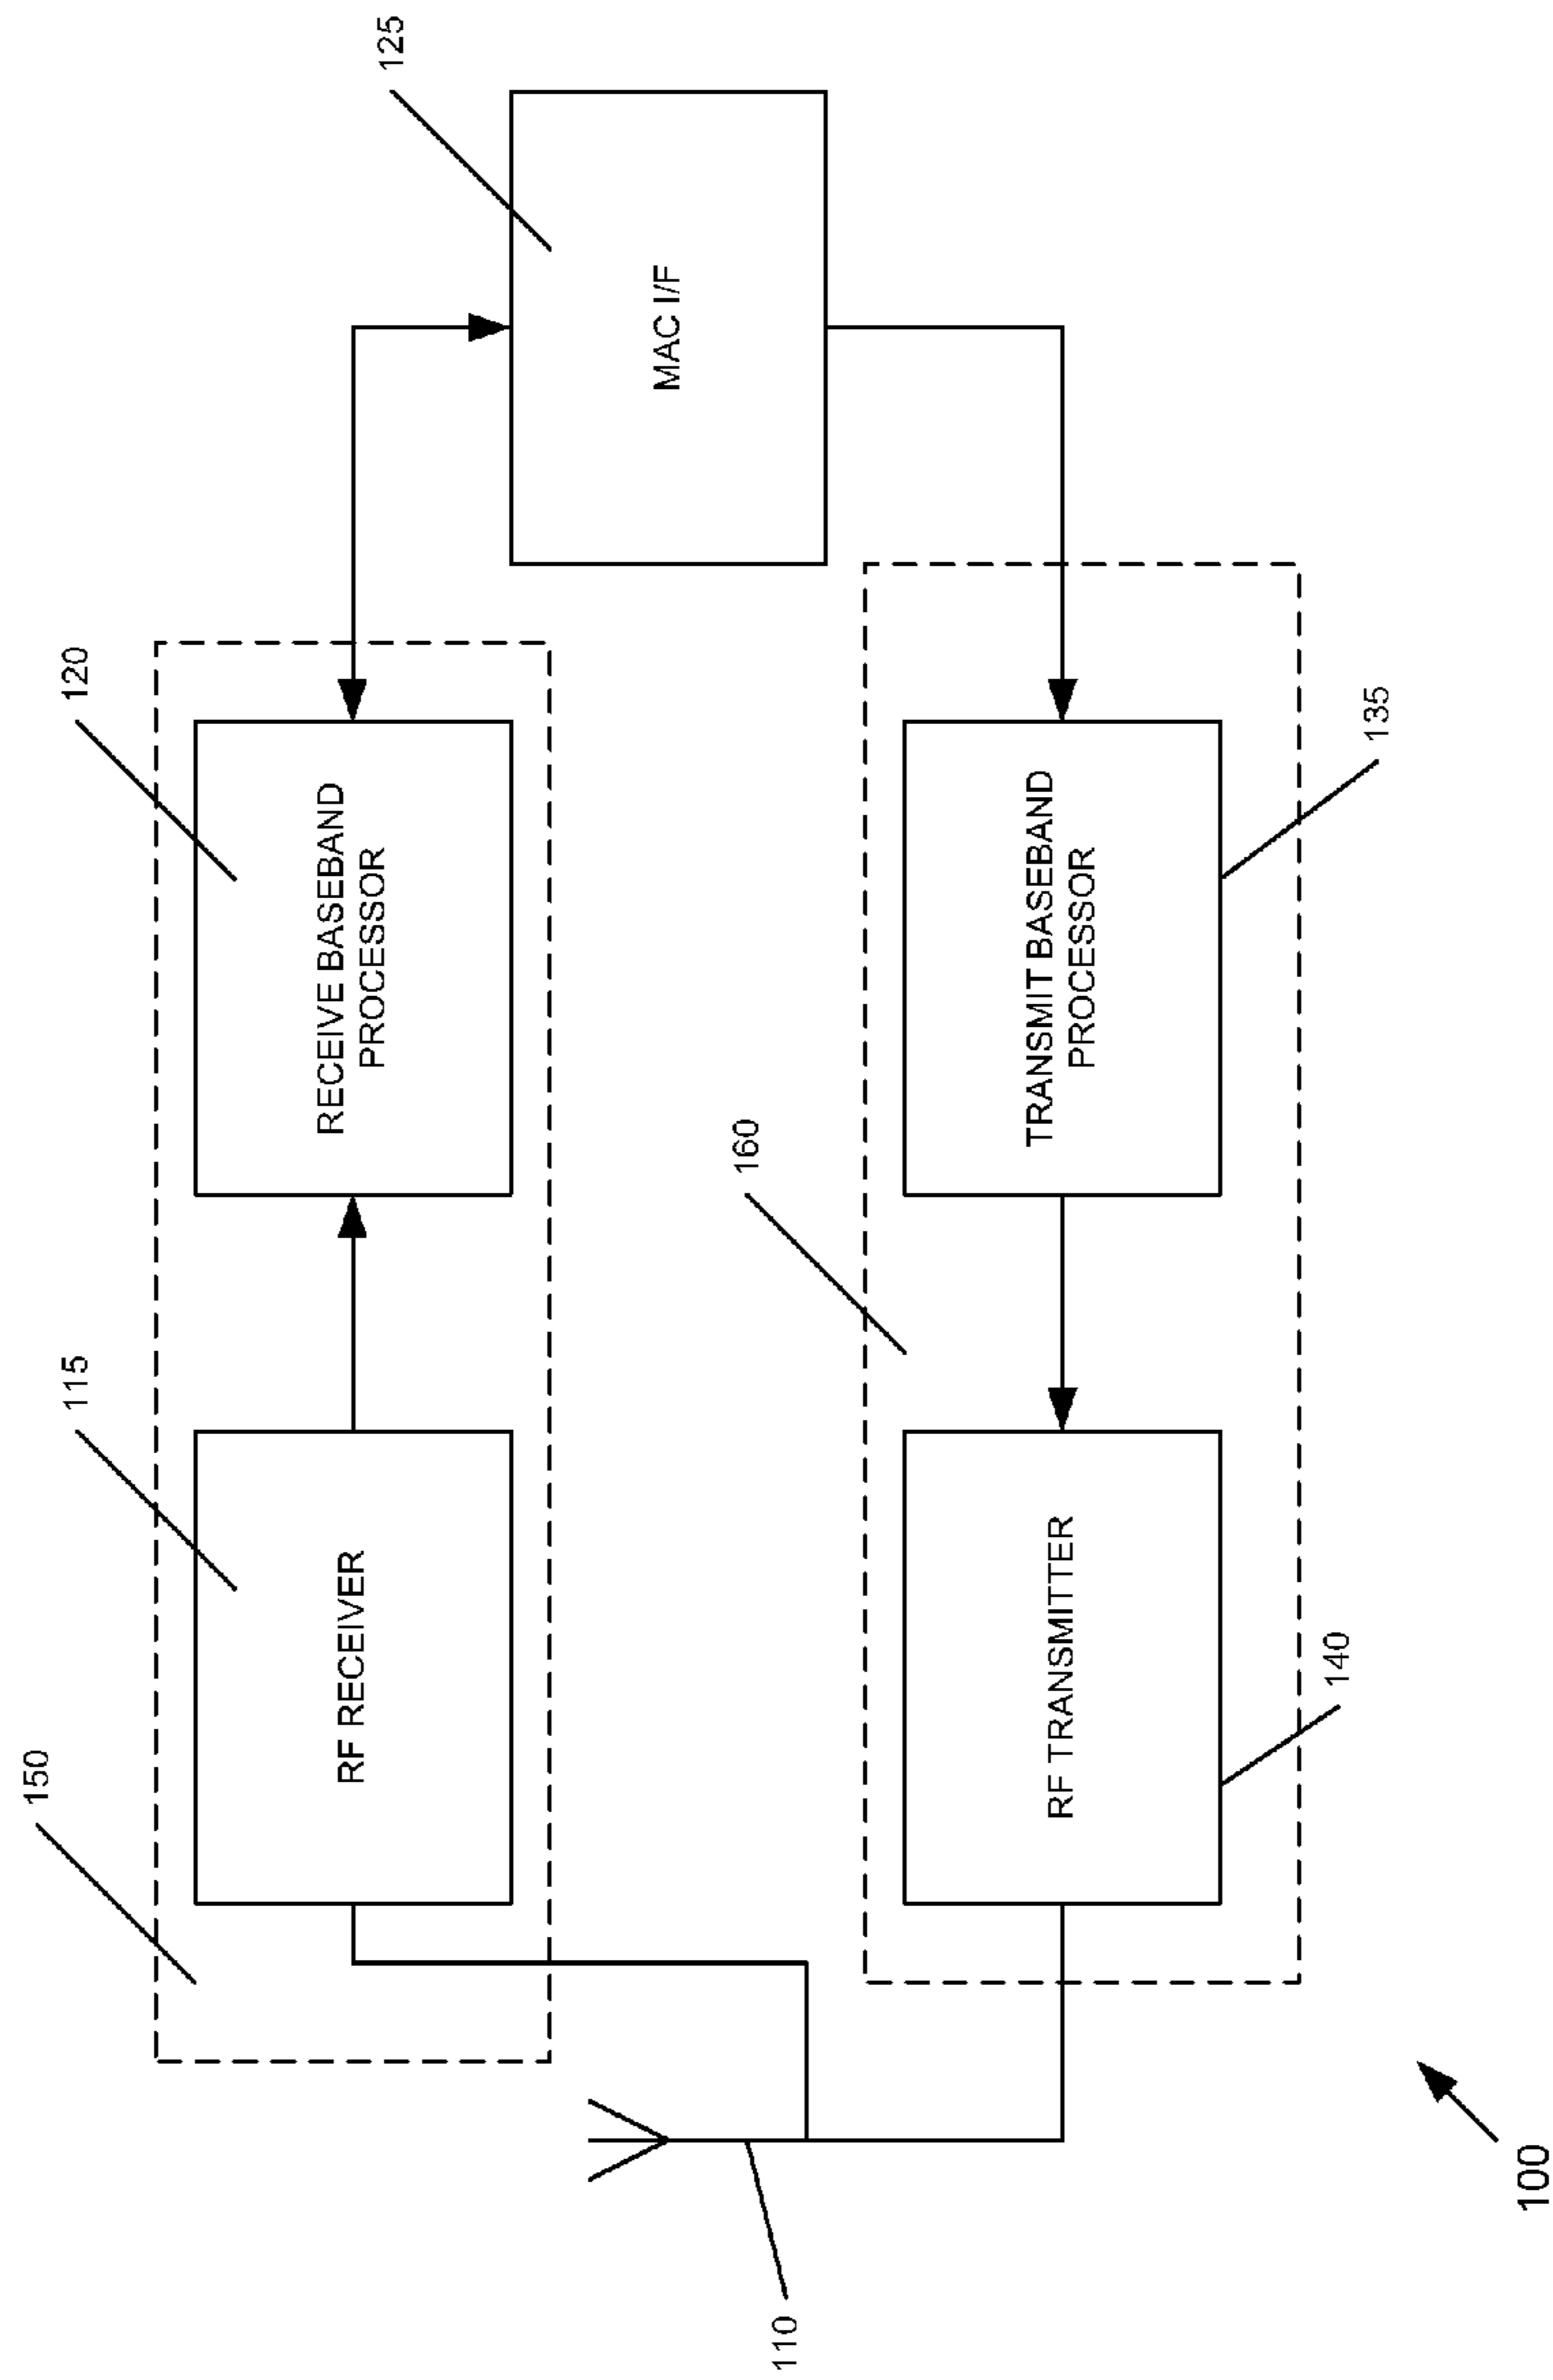 150
115
120
125
RF RECEIVER
RECEIVE BASEBAND
PROCESSOR
MAC I/F
110
160
RF TRANSMITTER
TRANSMIT BASEBAND
PROCESSOR
140
135
100